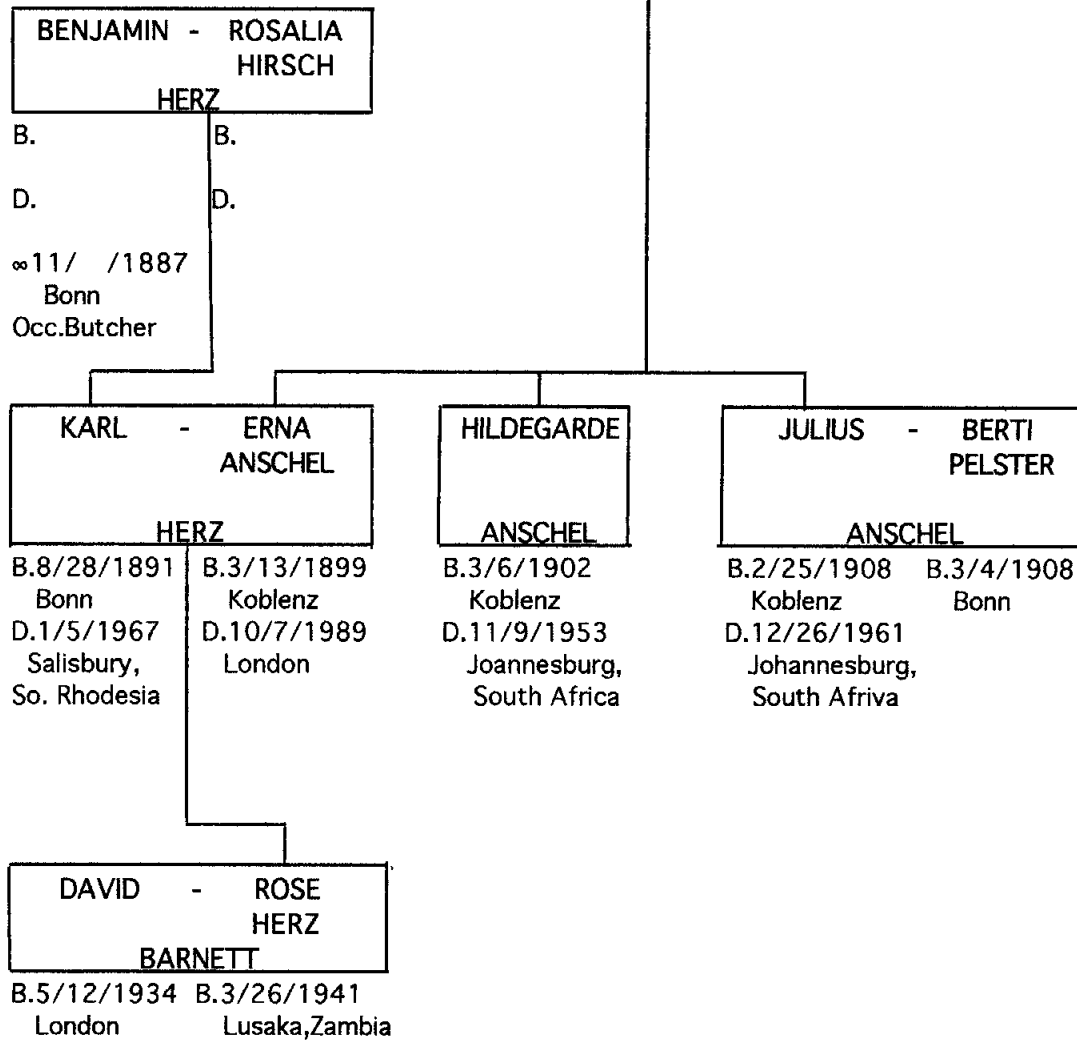 BENJAMIN - ROSALIA
HIRSCH
HERZ
B. B.
D. D.
∞11/ /1887
Bonn
Occ.Butcher
KARL - ERNA
ANSCHEL
HERZ
B.8/28/1891 B.3/13/1899
Bonn Koblenz
D.1/5/1967 D.10/7/1989
Salisbury, London
So. Rhodesia
HILDEGARDE
ANSCHEL
B.3/6/1902
Koblenz
D.11/9/1953
Joannesburg,
South Africa
JULIUS - BERTI
PELSTER
ANSCHEL
B.2/25/1908 B.3/4/1908
Koblenz Bonn
D.12/26/1961
Johannesburg,
South Afriva
DAVID - ROSE
HERZ
BARNETT
B.5/12/1934 B.3/26/1941
London Lusaka,Zambia